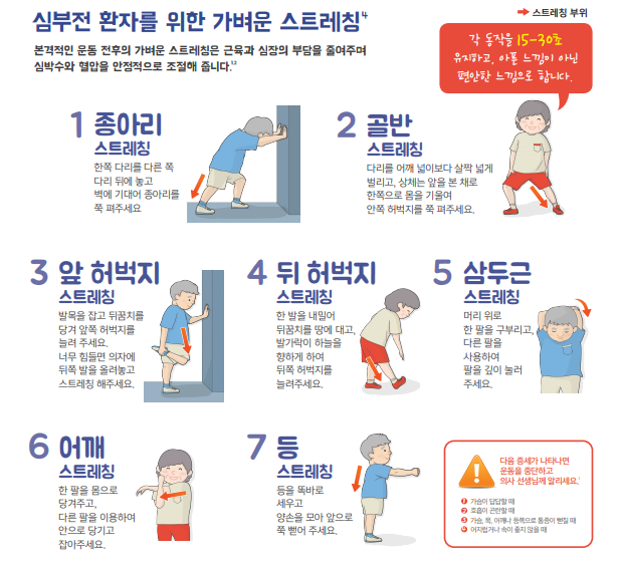 심부전 환자를 위한 가벼운 스트레칭
→ 스트레칭 부위
본격적인 운동 전후의 가벼운 스트레칭은 근육과 심장의 부담을 줄여주며
심박수와 혈압을 안정적으로 조절해 줍니다.
각 동작을 15-30초
유지하고, 아픈 느낌이 아닌
편안한 느낌으로 합니다.
1 종아리
스트레칭
한쪽 다리를 다른 쪽
다리 뒤에 놓고
벽에 기대어 종아리를
쭉 펴주세요
2 골반
스트레칭
다리를 어깨 넓이보다 살짝 넓게
벌리고, 상체는 앞을 본 채로
한쪽으로 몸을 기울여
안쪽 허벅지를 쭉 펴주세요.
3 앞 허벅지
스트레칭
발목을 잡고 뒤꿈치를
당겨 앞쪽 허벅지를
늘려 주세요.
너무 힘들면 의자에
뒤쪽 발을 올려놓고
스트레칭 해주세요.
4 뒤 허벅지
스트레칭
한 발을 내밀어
뒤꿈치를 땅에 대고,
발가락이 하늘을
향하게 하여
뒤쪽 허벅지를
늘려주세요.
5 삼두근
스트레칭
머리 위로
한 팔을 구부리고,
다른 팔을
사용하여
팔을 깊이 눌러
주세요.
6 어깨
스트레칭
한 팔을 몸으로
당겨주고,
다른 팔을 이용하여
안으로 당기고
잡아주세요.
7 등
스트레칭
등을 똑바로
세우고
양손을 모아 앞으로
쭉 뻗어 주세요.
다음 증세가 나타나면
운동을 중단하고
의사 선생님께 알리세요.
1 가슴이 답답할 때
2 호흡이 곤란할 때
3 가슴, 목, 어깨나 등쪽으로 통증이 뻗칠 때
4 어지럽거나 속이 좋지 않을 때